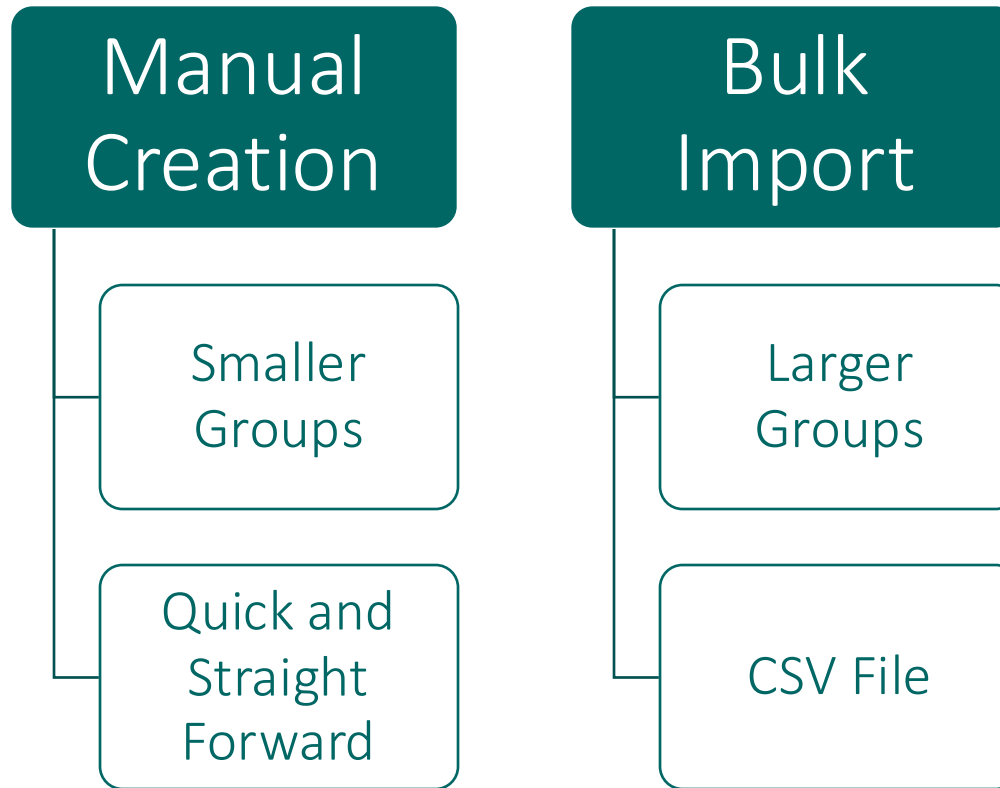 Manual
Creation
Smaller
Groups
Quick and
Straight
Forward
Bulk
Import
Larger
Groups
CSV File